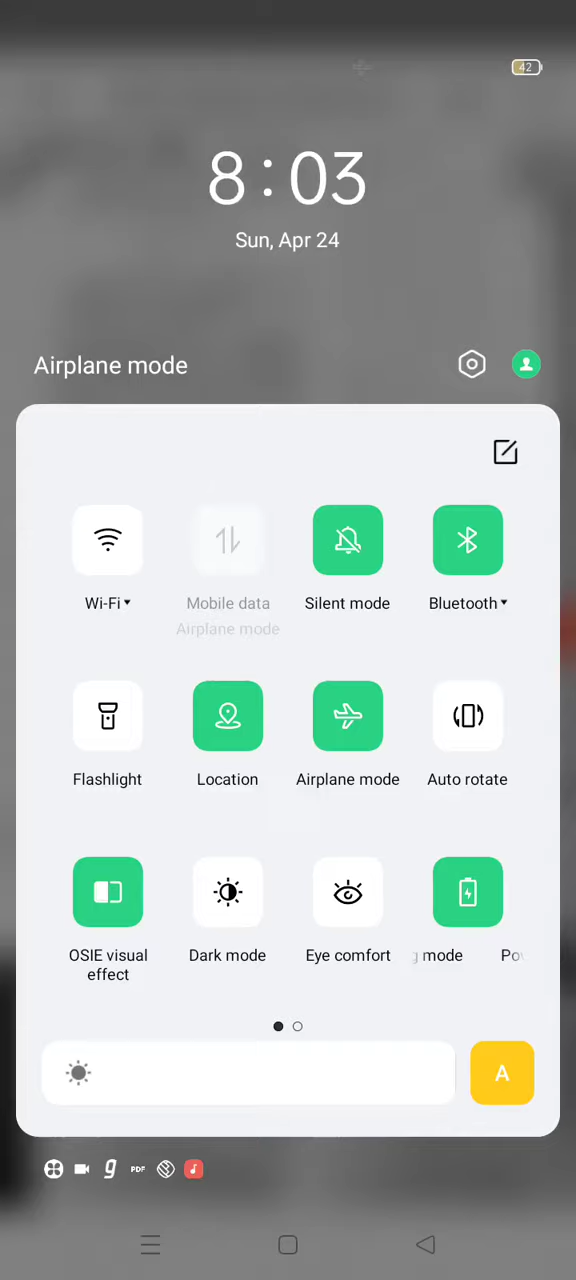 42
8:03
Sun, Apr 24
Airplane mode
Wi-Fi
Mobile data
Airplane mode
Silent mode
Bluetooth
Flashlight
Location
Airplane mode
Auto rotate
OSIE visual
effect
Dark mode
Eye comfort
mode
A
g
PDF